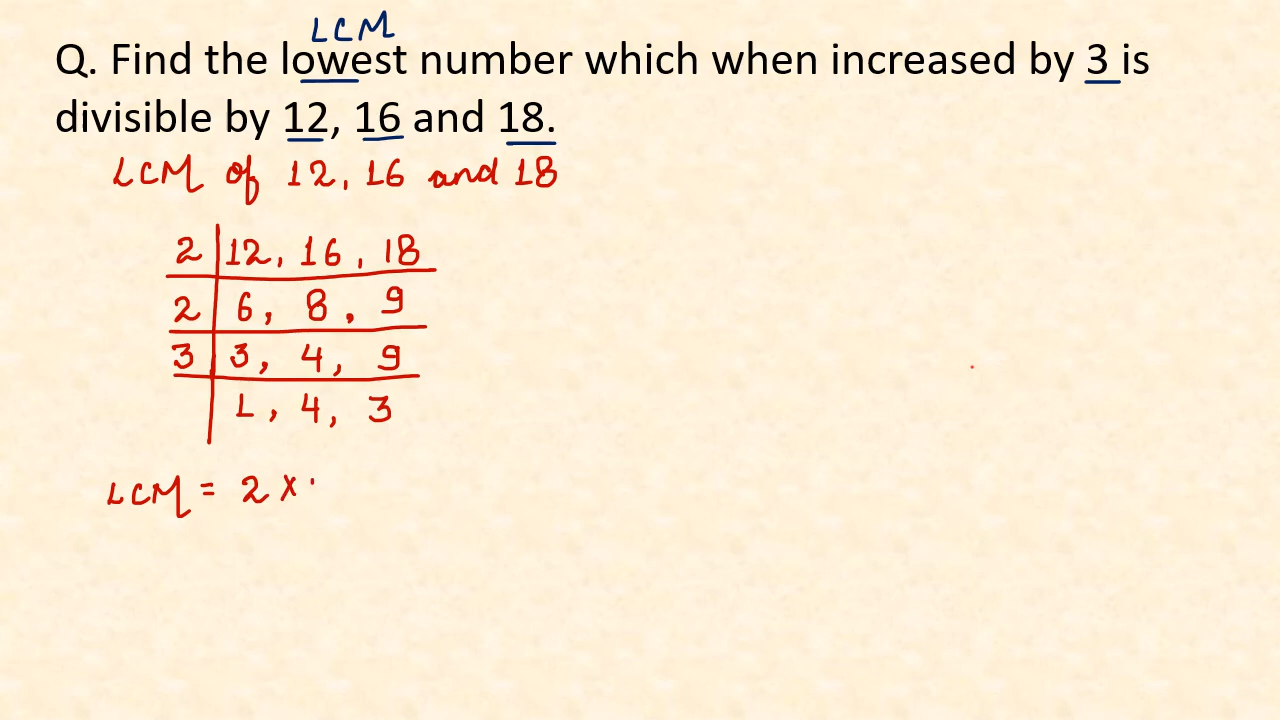 LCM
Q. Find the lowest number which when increased by 3 is
divisible by 12, 16 and 18.
LCM of 12, 16 and 18
2 12, 16, 18
2 6, 8, 9
3 3, 4, 9
1, 4, 3
LCM = 2 ×